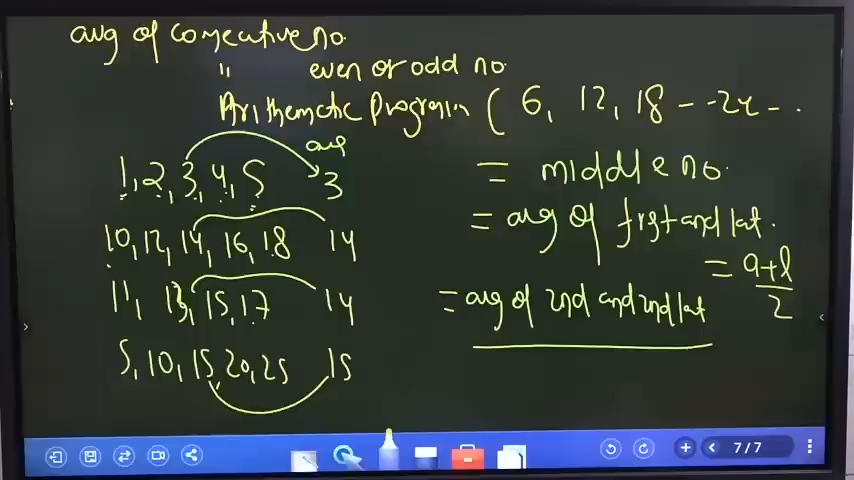 avg of consecutive no.
" even or odd no
Arithematic Program ( 6, 12, 18 - - 24 - ..
avg
1, 2, 3, 4, 5 3
= middle no.
10, 12, 14, 16, 18 14
= avg of first and last.
= a+l
2
11, 13, 15, 17 14
= avg of 2nd and 2nd last
5, 10, 15, 20, 25 15
7/7